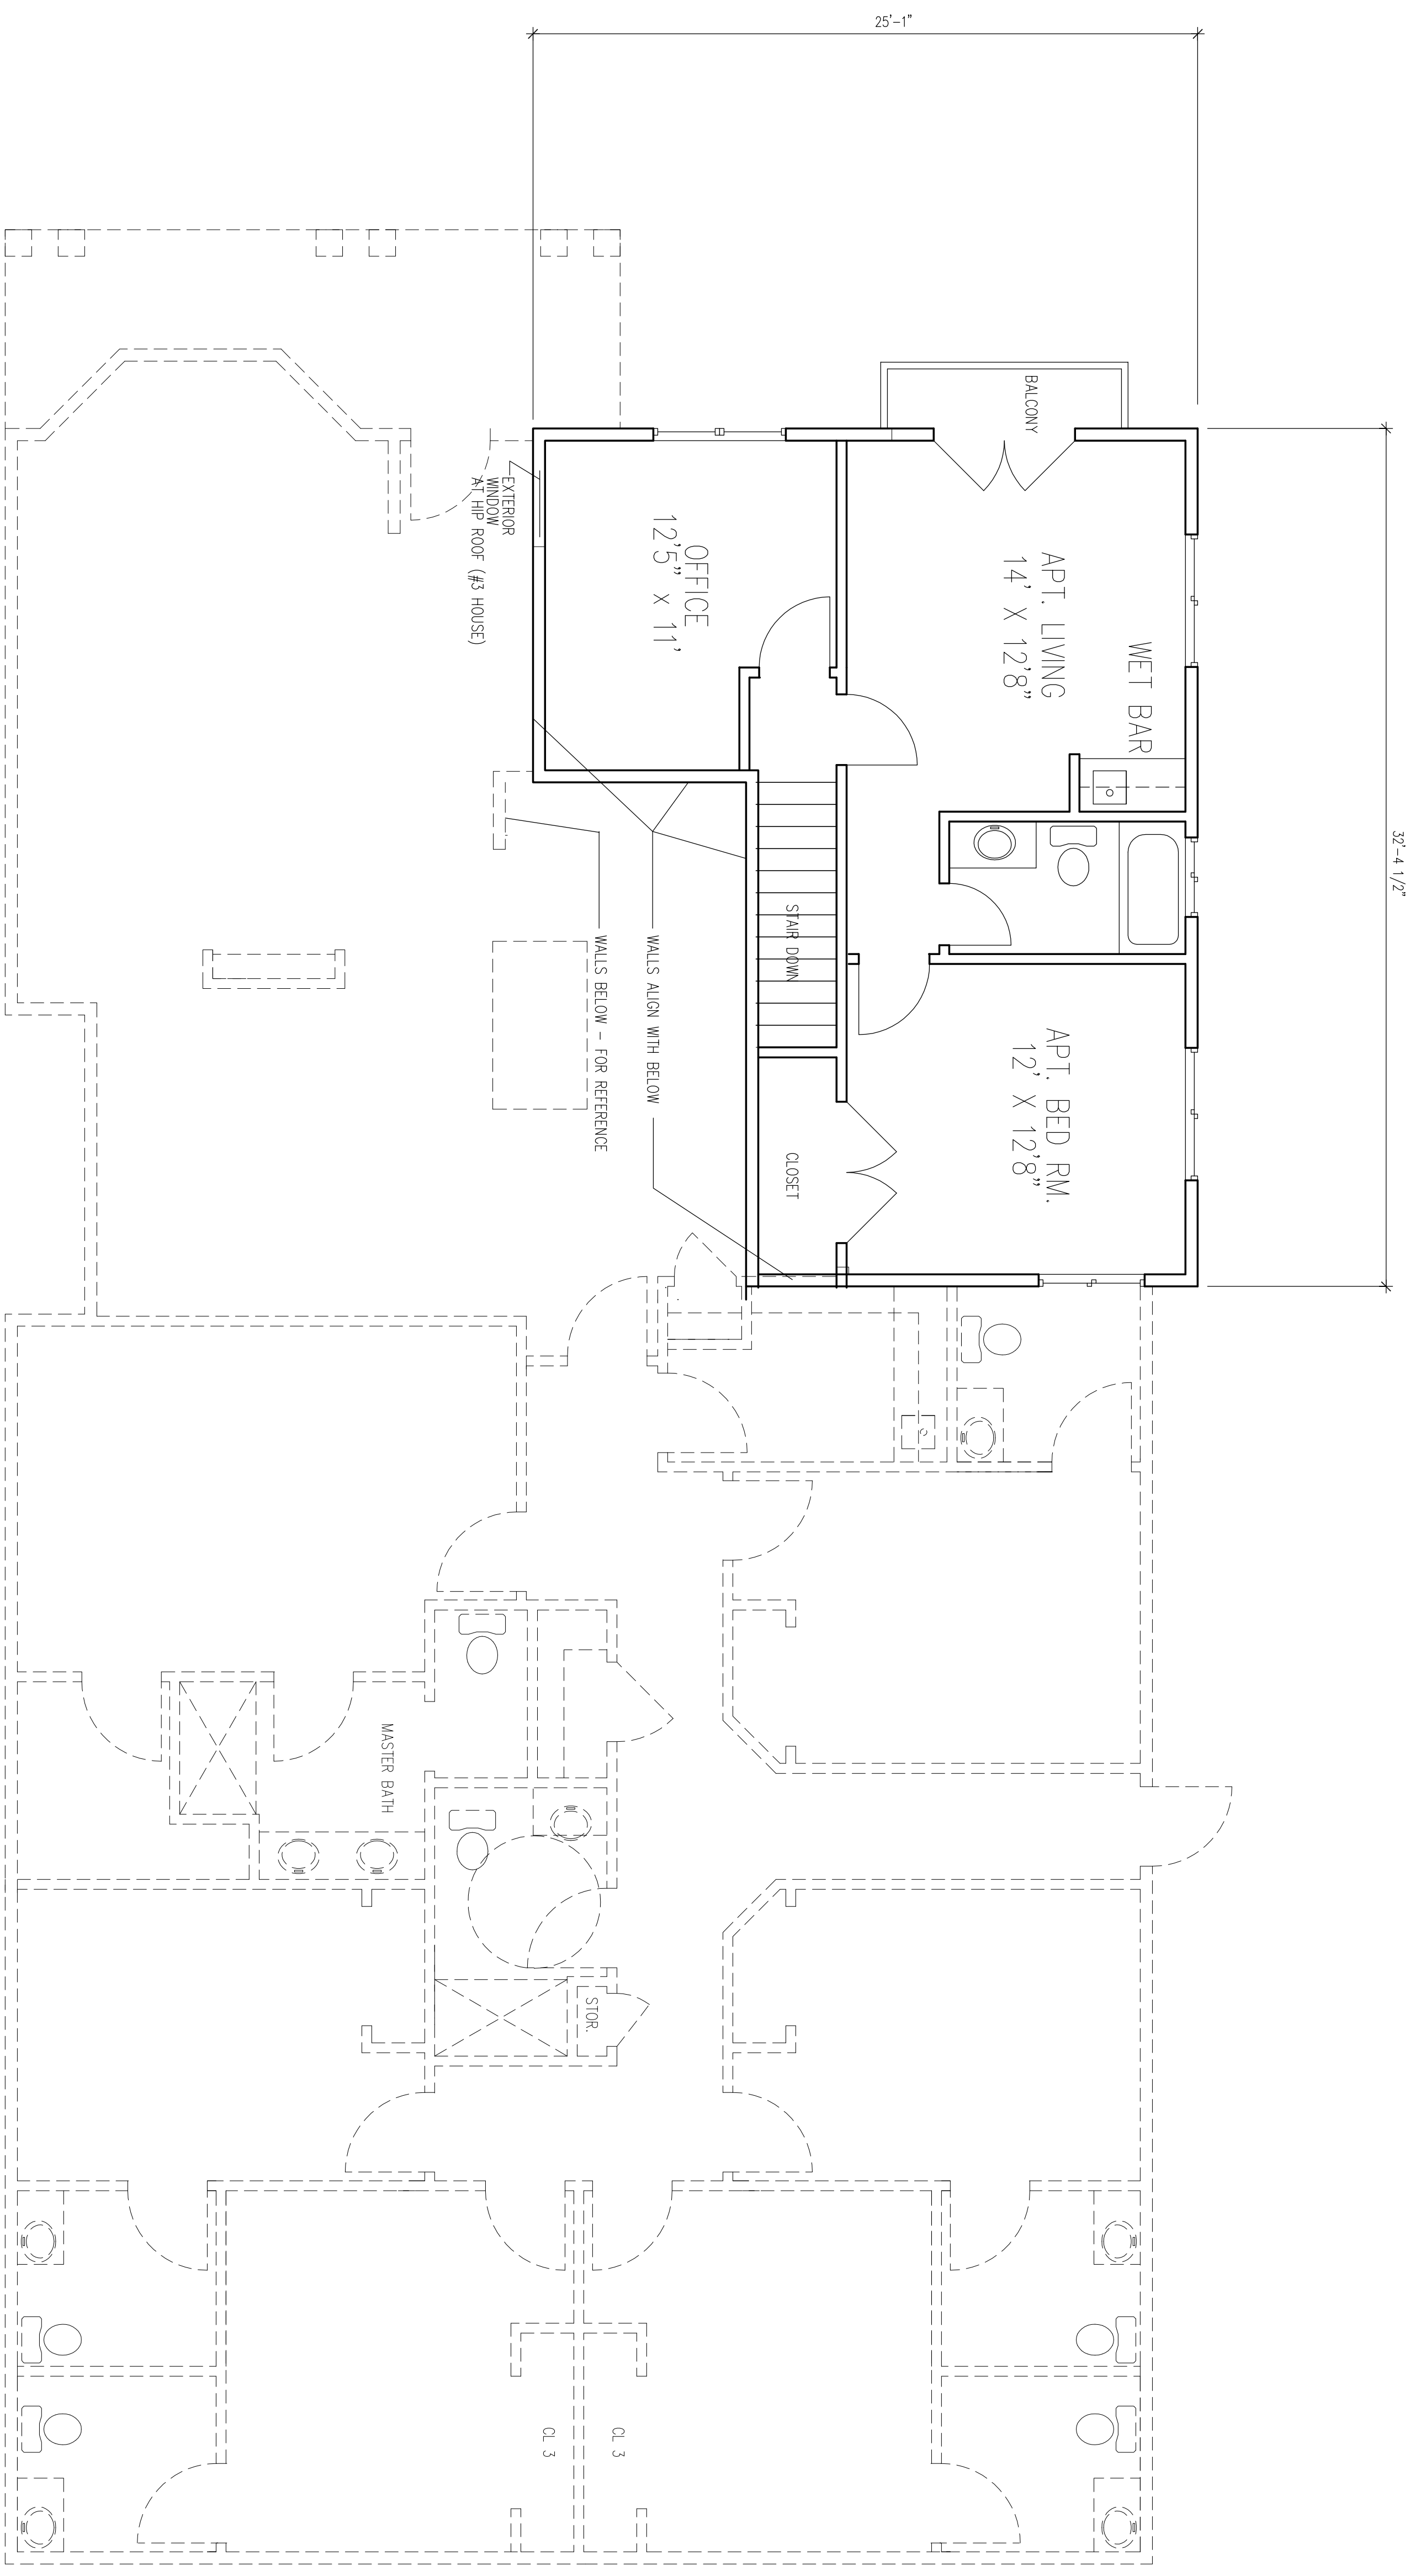 25'-1"
32'-4 1/2"
BALCONY
APT. LIVING
14' X 12'8"
WET BAR
OFFICE
12'5" x 11'
EXTERIOR
WINDOW
AT HIP ROOF (#3 HOUSE)
STAIR DOWN
APT. BED RM.
12' X 12'8"
CLOSET
WALLS ALIGN WITH BELOW
WALLS BELOW - FOR REFERENCE
MASTER BATH
STOR.
CL 3
CL 3